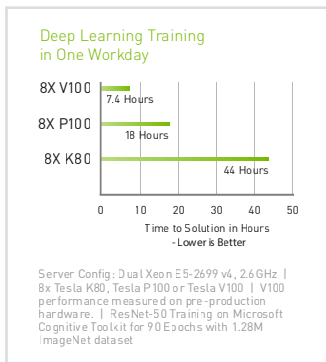 Deep Learning Training
in One Workday
8X V100
7.4 Hours
8X P100
18 Hours
8X K80
44 Hours
0 10 20 30 40 50
Time to Solution in Hours
- Lower is Better
Server Config: Dual Xeon E5-2699 v4, 2.6GHz |
8x Tesla K80, Tesla P100 or Tesla V100 | V100
performance measured on pre-production
hardware. | ResNet-50 Training on Microsoft
Cognitive Toolkit for 90 Epochs with 1.28M
ImageNet dataset